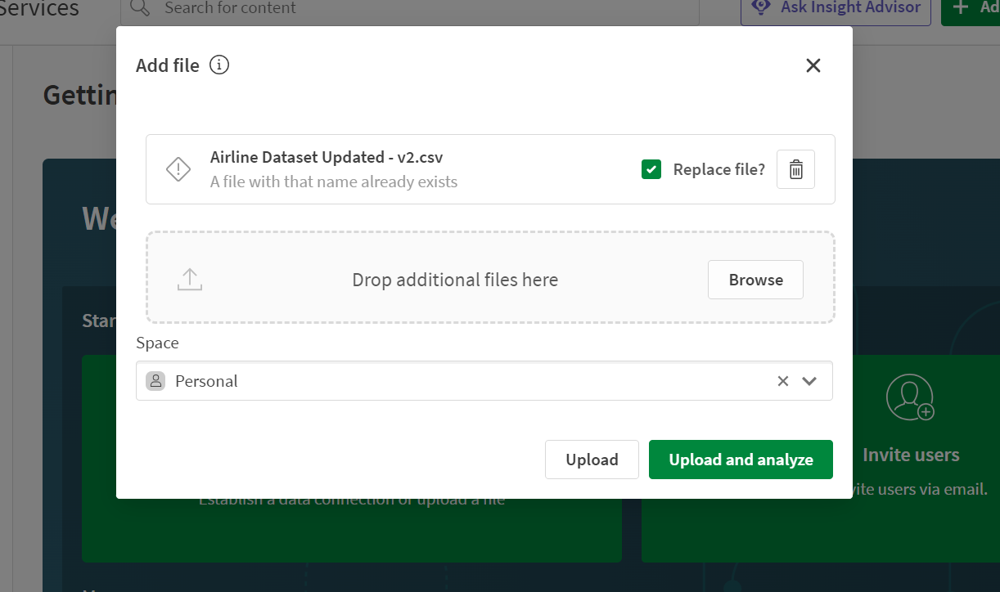 Services
Search for content
Ask Insight Advisor
Ad
Add file
Gettin
Airline Dataset Updated - v2.csv
A file with that name already exists
Replace file?
We
Drop additional files here
Browse
Star
Space
Personal
Upload
Upload and analyze
Invite users
Establish a data connection or upload a file
vite users via email.